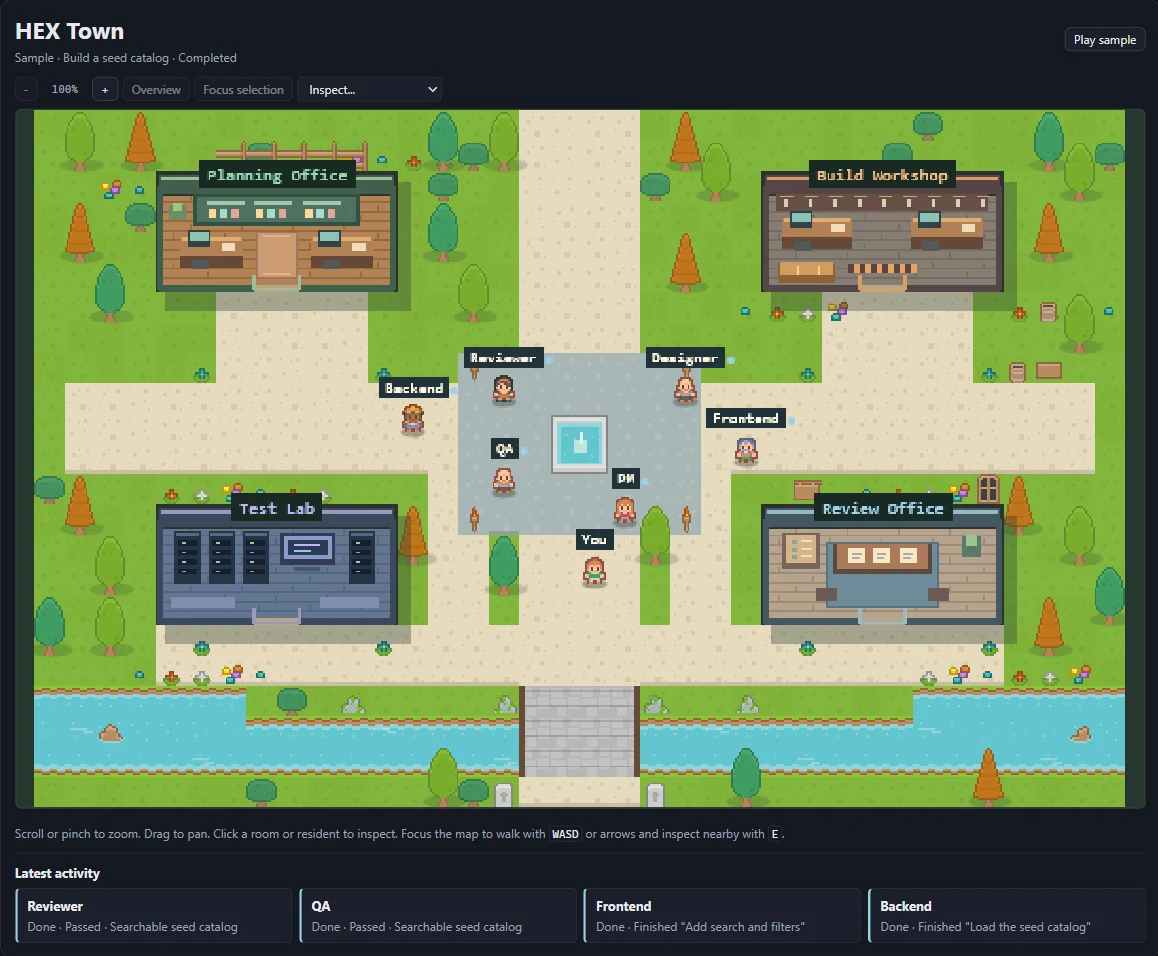 HEX Town
Sample · Build a seed catalog · Completed
Play sample
- 100% + Overview Focus selection Inspect...
Planning Office
Build Workshop
Reviewer
Designer
Backend
Frontend
QA
PM
You
Test Lab
Review Office
Scroll or pinch to zoom. Drag to pan. Click a room or resident to inspect. Focus the map to walk with WASD or arrows and inspect nearby with E.
Latest activity
Reviewer
Done · Passed · Searchable seed catalog
QA
Done · Passed · Searchable seed catalog
Frontend
Done · Finished "Add search and filters"
Backend
Done · Finished "Load the seed catalog"